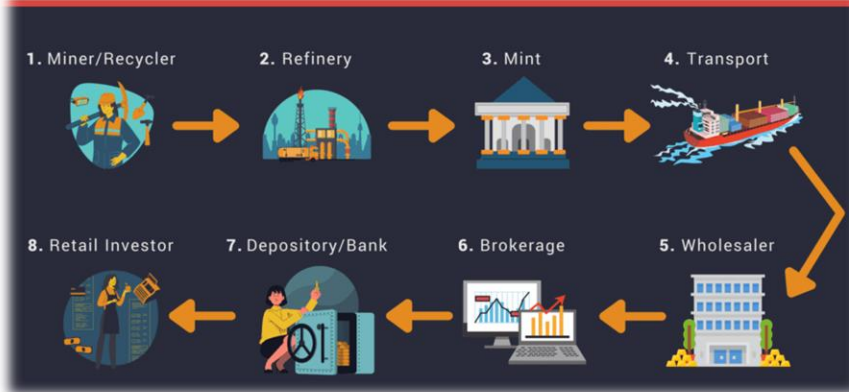 1. Miner/Recycler
2. Refinery
3. Mint
4. Transport
5. Wholesaler
6. Brokerage
7. Depository/Bank
8. Retail Investor